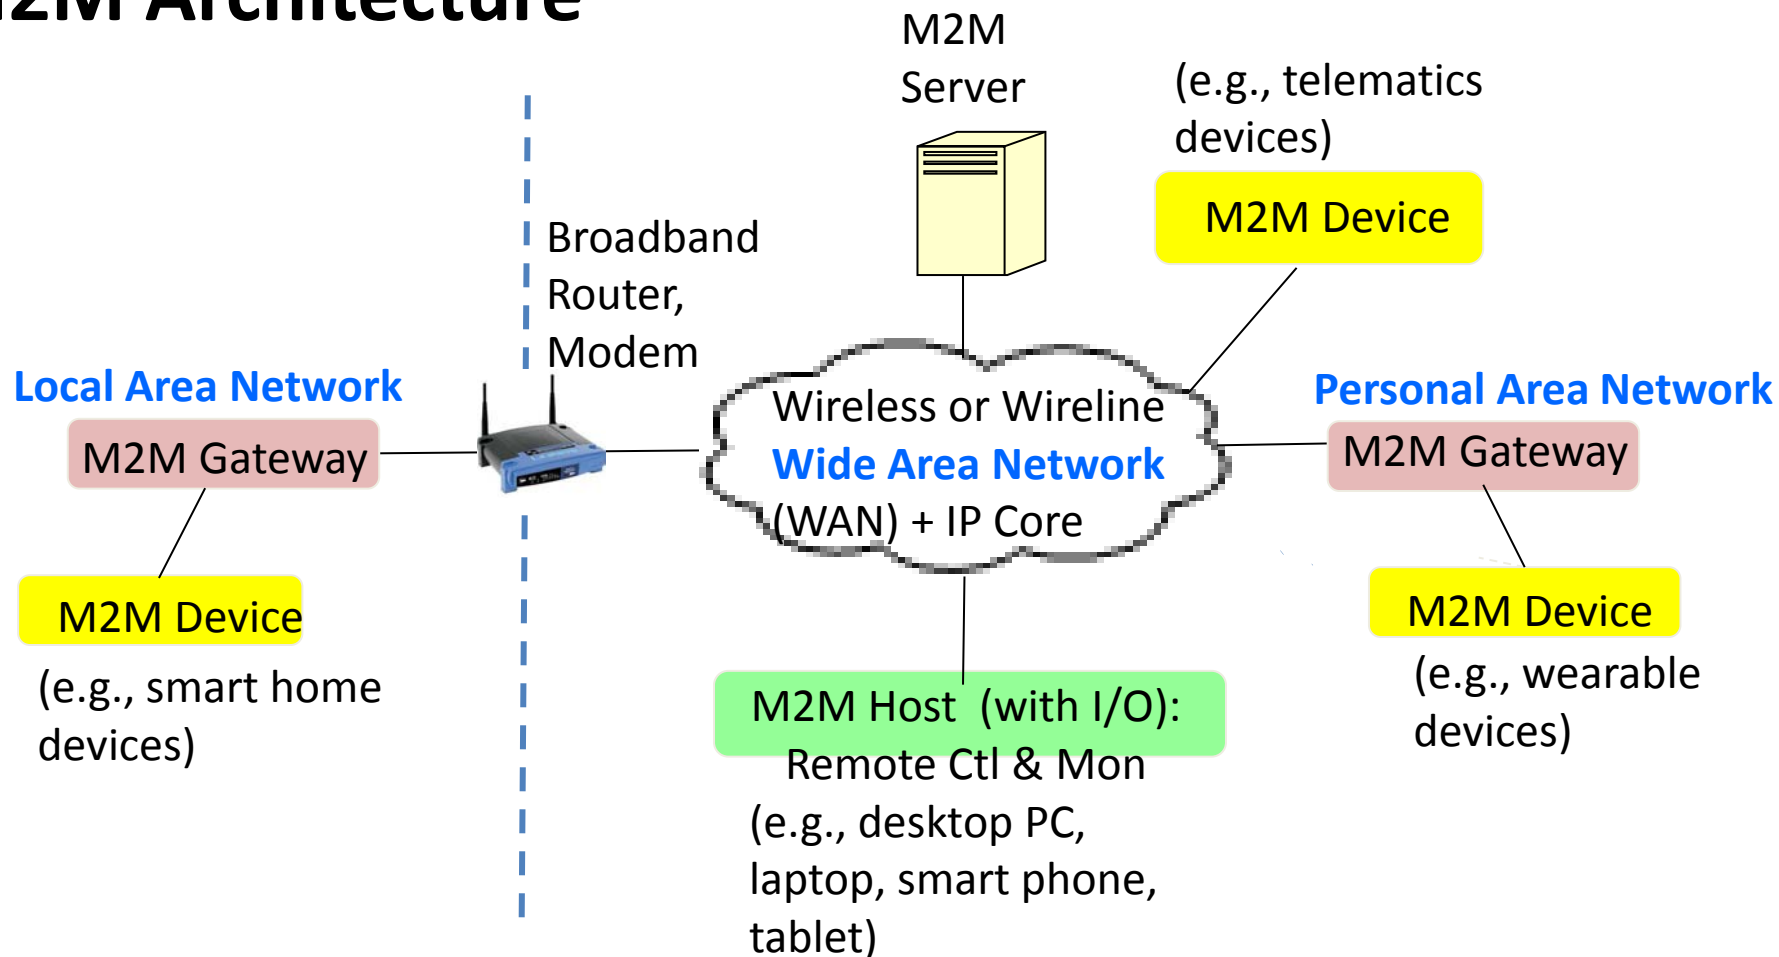 2M Architecture
M2M
Server
(e.g., telematics
devices)
M2M Device
Broadband
Router,
Modem
Local Area Network
M2M Gateway
Wireless or Wireline
Wide Area Network
(WAN) + IP Core
Personal Area Network
M2M Gateway
M2M Device
(e.g., smart home
devices)
M2M Host (with I/O):
Remote Ctl & Mon
(e.g., desktop PC,
laptop, smart phone,
tablet)
M2M Device
(e.g., wearable
devices)